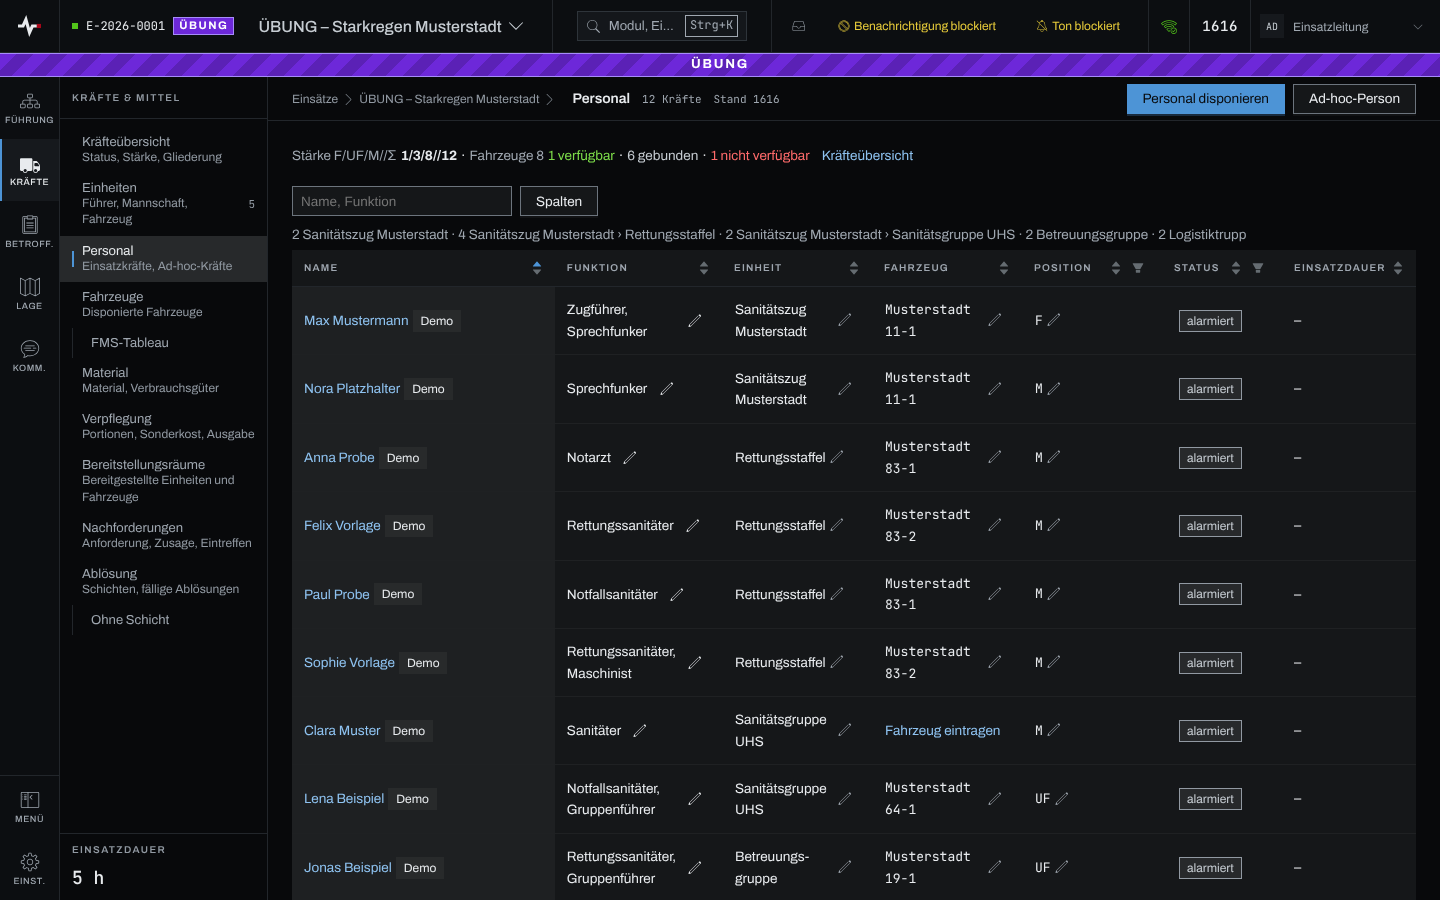 E-2026-0001 ÜBUNG ÜBUNG – Starkregen Musterstadt Modul, Ei... Strg+K Benachrichtigung blockiert Ton blockiert 1616 AD Einsatzleitung
ÜBUNG
FÜHRUNG
KRÄFTE
BETROFF.
LAGE
KOMM.
MENÜ
EINST.
KRÄFTE & MITTEL
Kräfteübersicht
Status, Stärke, Gliederung
Einheiten
Führer, Mannschaft,
Fahrzeug
5
Personal
Einsatzkräfte, Ad-hoc-Kräfte
Fahrzeuge
Disponierte Fahrzeuge
FMS-Tableau
Material
Material, Verbrauchsgüter
Verpflegung
Portionen, Sonderkost, Ausgabe
Bereitstellungsräume
Bereitgestellte Einheiten und
Fahrzeuge
Nachforderungen
Anforderung, Zusage, Eintreffen
Ablösung
Schichten, fällige Ablösungen
Ohne Schicht
EINSATZDAUER
5 h
Einsätze ÜBUNG – Starkregen Musterstadt Personal 12 Kräfte Stand 1616 Personal disponieren Ad-hoc-Person
Stärke F/UF/M//Σ 1/3/8//12 · Fahrzeuge 8 1 verfügbar · 6 gebunden · 1 nicht verfügbar Kräfteübersicht
Name, Funktion Spalten
2 Sanitätszug Musterstadt · 4 Sanitätszug Musterstadt › Rettungsstaffel · 2 Sanitätszug Musterstadt › Sanitätsgruppe UHS · 2 Betreuungsgruppe · 2 Logistiktrupp
NAME FUNKTION EINHEIT FAHRZEUG POSITION STATUS EINSATZDAUER
Max Mustermann Demo Zugführer, Sanitätszug Musterstadt F alarmiert –
Sprechfunker Musterstadt 11-1
Nora Platzhalter Demo Sprechfunker Sanitätszug Musterstadt M alarmiert –
Musterstadt 11-1
Anna Probe Demo Notarzt Rettungsstaffel Musterstadt M alarmiert –
83-1
Felix Vorlage Demo Rettungssanitäter Rettungsstaffel Musterstadt M alarmiert –
83-2
Paul Probe Demo Notfallsanitäter Rettungsstaffel Musterstadt M alarmiert –
83-1
Sophie Vorlage Demo Rettungssanitäter, Rettungsstaffel Musterstadt M alarmiert –
Maschinist 83-2
Clara Muster Demo Sanitäter Sanitätsgruppe Fahrzeug eintragen M alarmiert –
UHS
Lena Beispiel Demo Notfallsanitäter, Sanitätsgruppe Musterstadt UF alarmiert –
Gruppenführer UHS 64-1
Jonas Beispiel Demo Rettungssanitäter, Betreuungs- Musterstadt UF alarmiert –
Gruppenführer gruppe 19-1